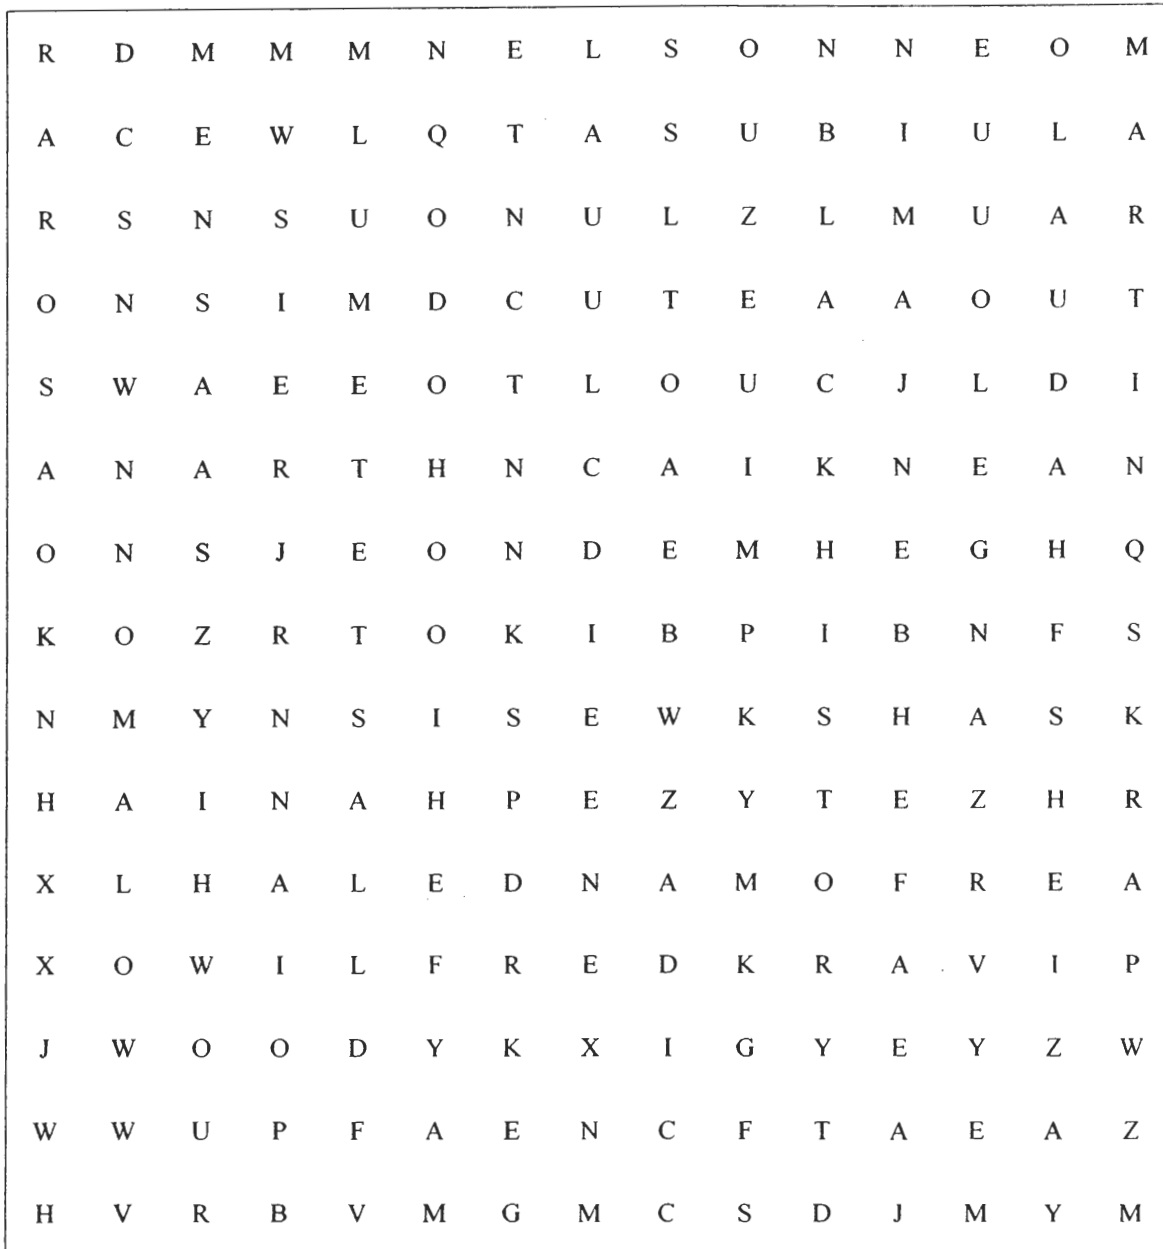 R D M M M N E L S O N N E O M
A C E W L Q T A S U B I U L A
R S N S U O N U L Z L M U A R
O N S I M D C U T E A A O U T
S W A E E O T L O U C J L D I
A N A R T H N C A I K N E A N
O N S J E O N D E M H E G H Q
K O Z R T O K I B P I B N F S
N M Y N S I S E W K S H A S K
H A I N A H P E Z Y T E Z H R
X L H A L E D N A M O F R E A
X O W I L F R E D K R A V I P
J W O O D Y K X I G Y E Y Z W
W W U P F A E N C F T A E A Z
H V R B V M G M C S D J M Y M